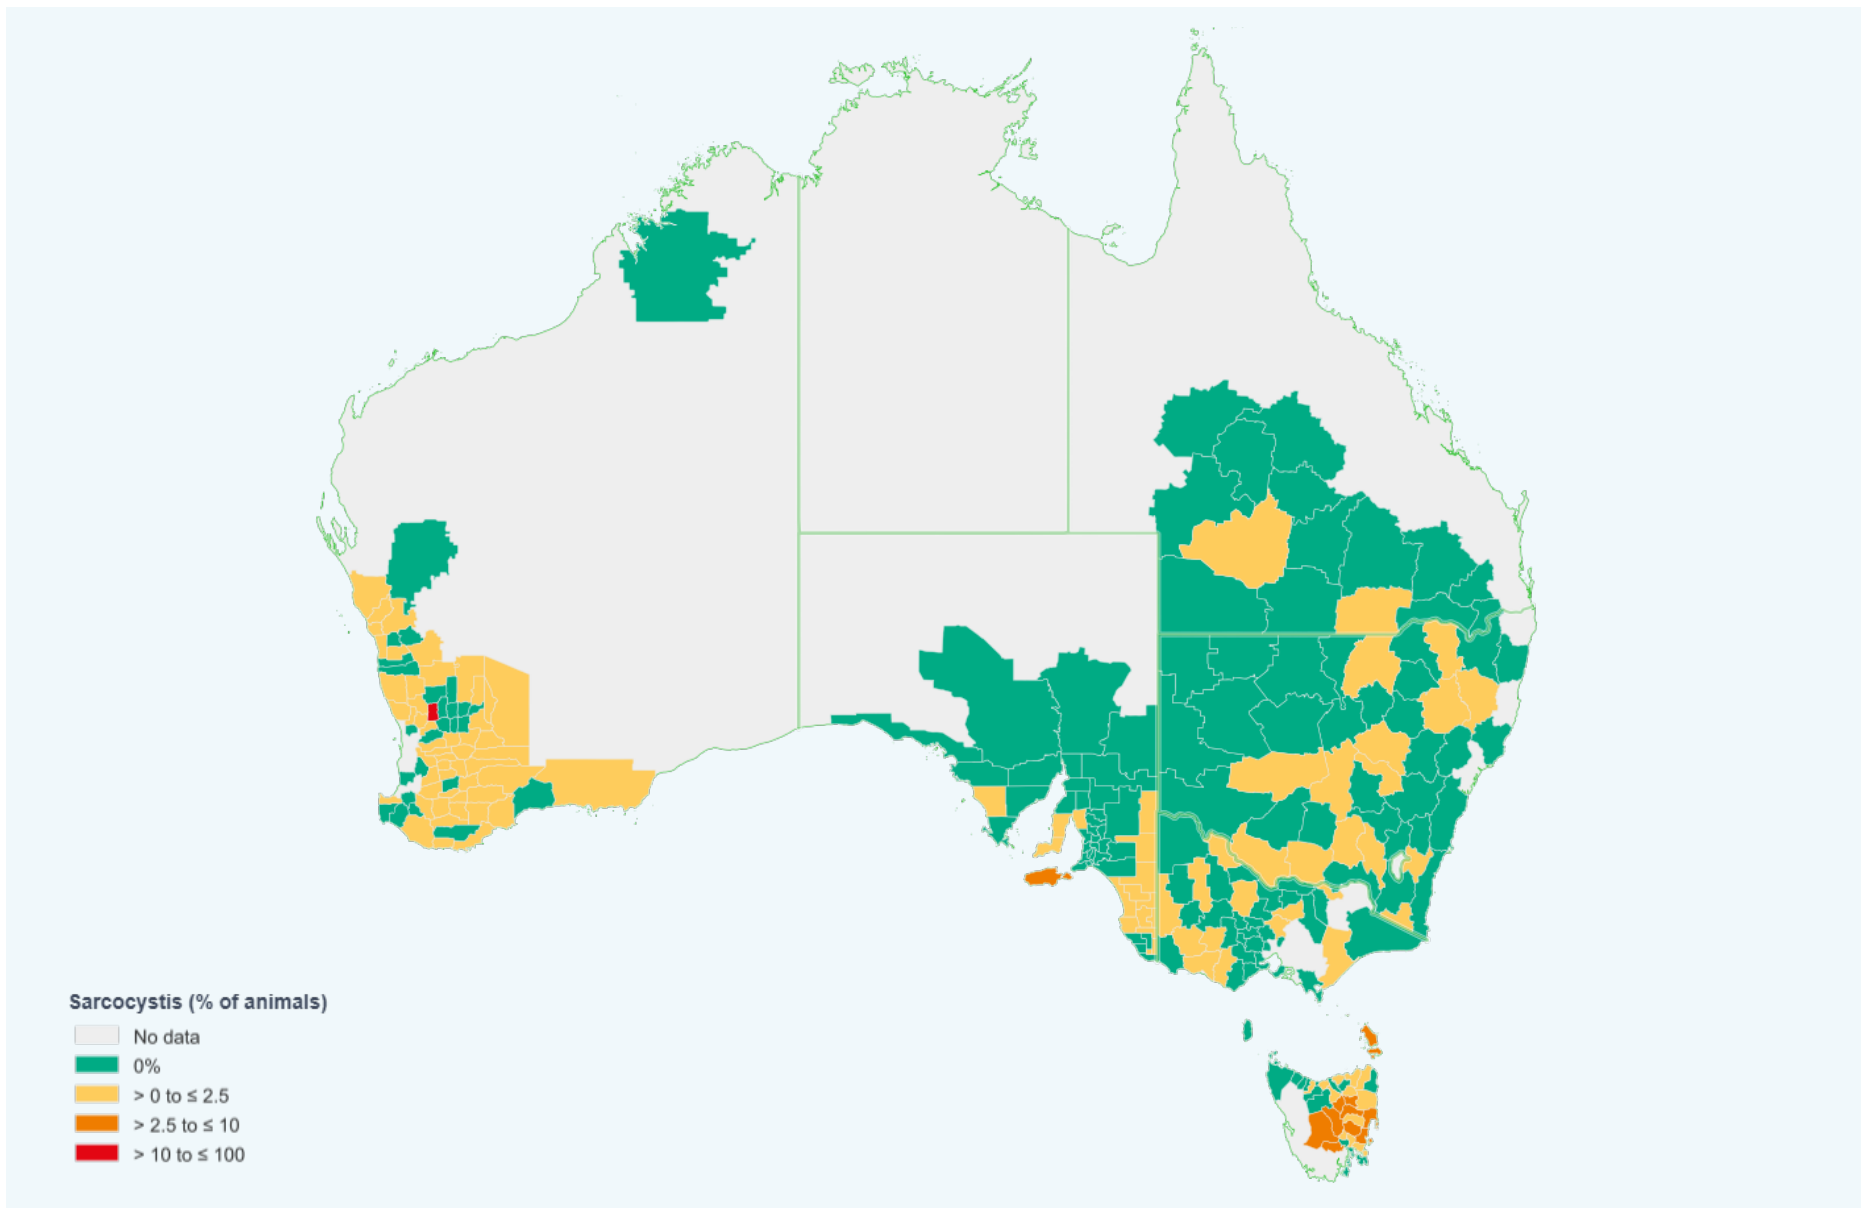 Sarcocystis (% of animals)
No data
0%
> 0 to ≤ 2.5
> 2.5 to ≤ 10
> 10 to ≤ 100